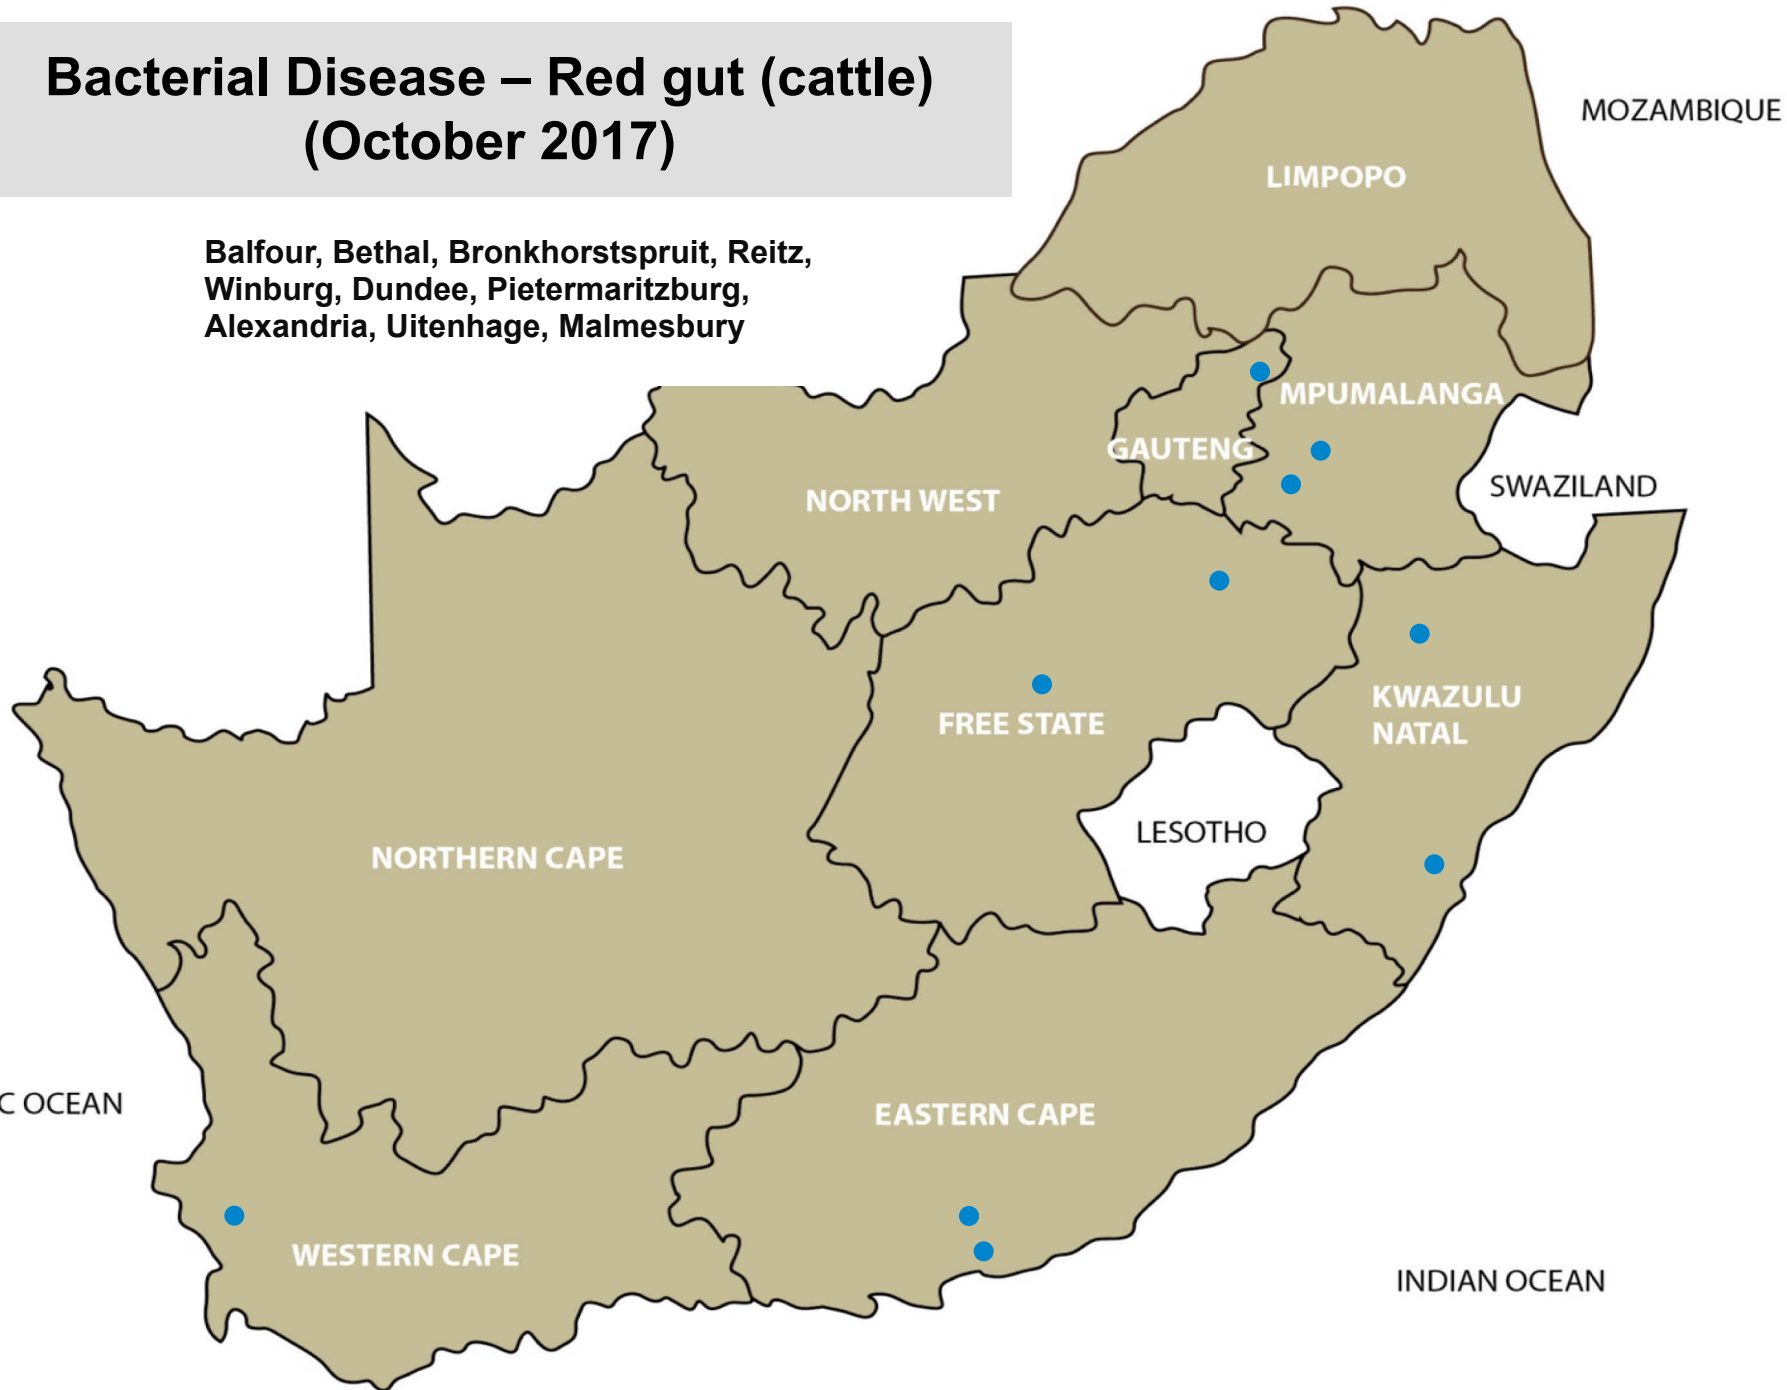 Bacterial Disease – Red gut (cattle)
(October 2017)
Balfour, Bethal, Bronkhorstspruit, Reitz,
Winburg, Dundee, Pietermaritzburg,
Alexandria, Uitenhage, Malmesbury
MOZAMBIQUE
LIMPOPO
MPUMALANGA
GAUTENG
NORTH WEST
SWAZILAND
KWAZULU
NATAL
FREE STATE
LESOTHO
NORTHERN CAPE
C OCEAN
EASTERN CAPE
WESTERN CAPE
INDIAN OCEAN